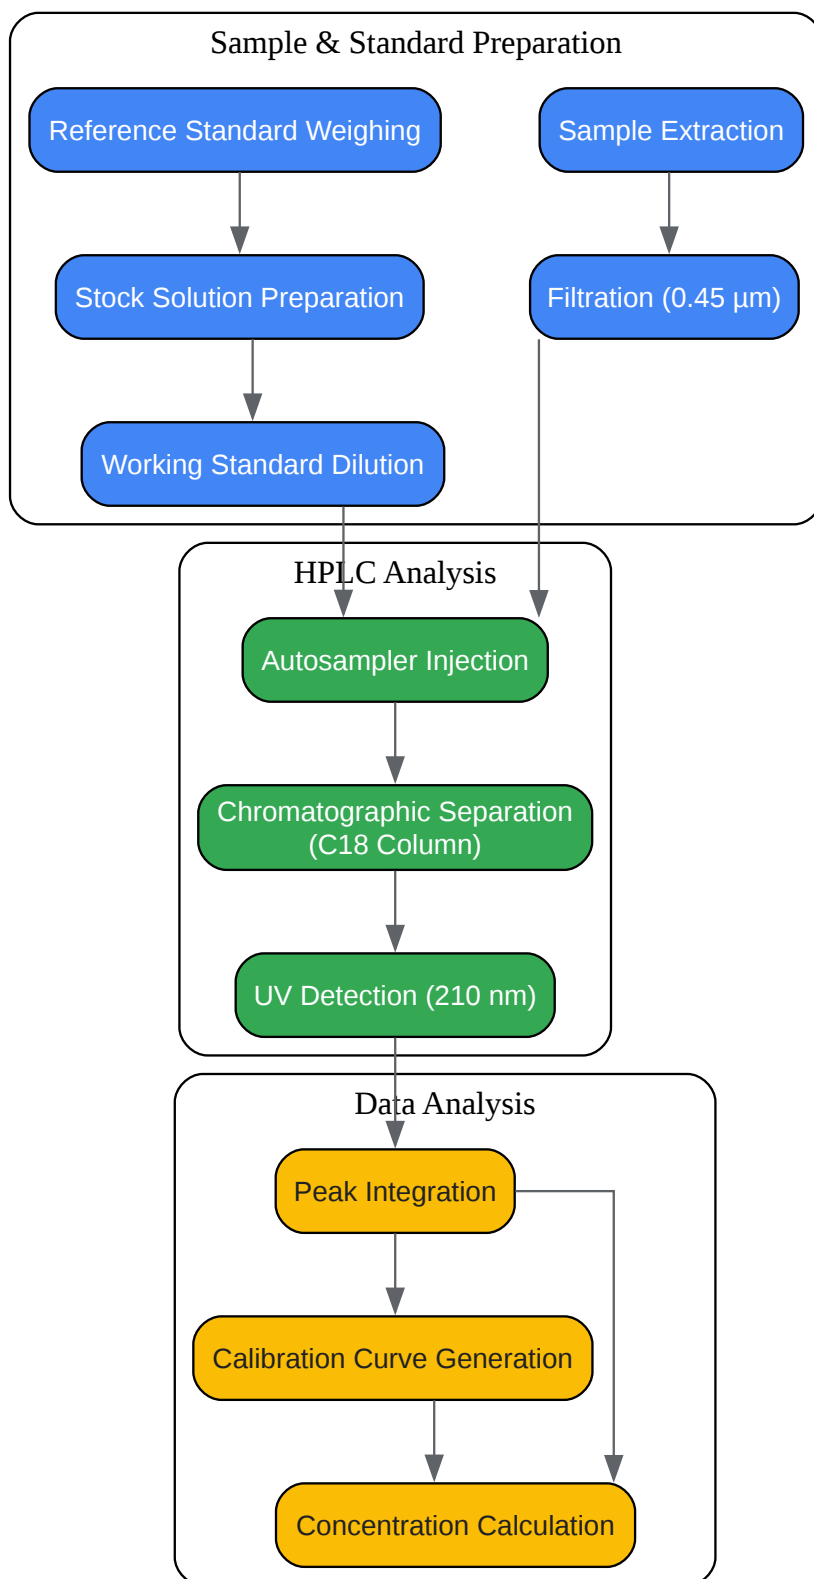 Sample & Standard Preparation
Reference Standard Weighing
Sample Extraction
Stock Solution Preparation
Filtration (0.45 µm)
Working Standard Dilution
HPLC Analysis
Autosampler Injection
Chromatographic Separation
(C18 Column)
UV Detection (210 nm)
Data Analysis
Peak Integration
Calibration Curve Generation
Concentration Calculation